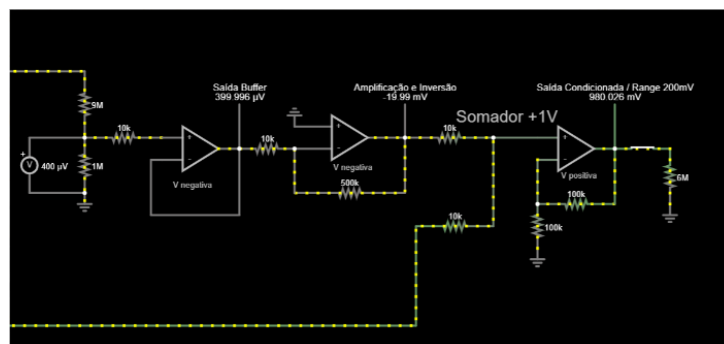 Saída Buffer
399.996 µV
Amplificação e Inversão
-19.99 mV
Saída Condicionada / Range 200mV
980.026 mV
Somador +1V
9M
10k
10k
10k
+
400 µV
1M
+
-
V negativa
+
-
V negativa
500k
+
-
V positiva
100k
6M
100k
10k
V